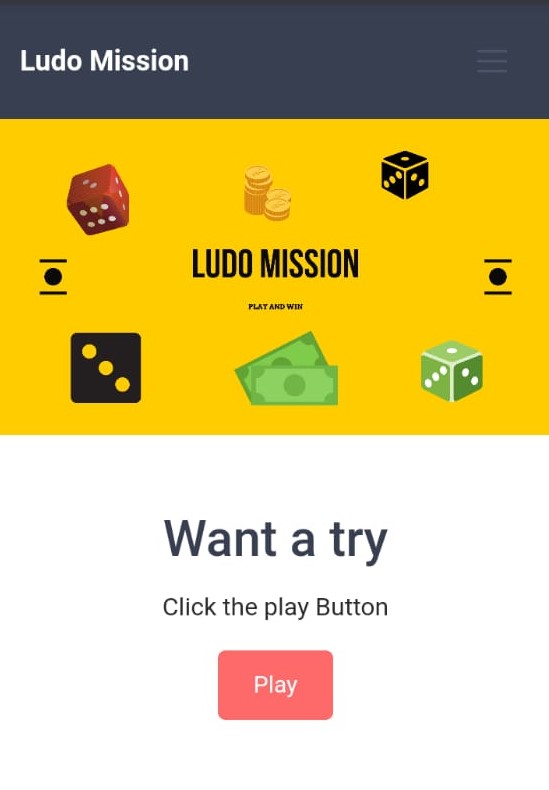 Ludo Mission
LUDO MISSION
PLAY AND WIN
Want a try
Click the play Button
Play